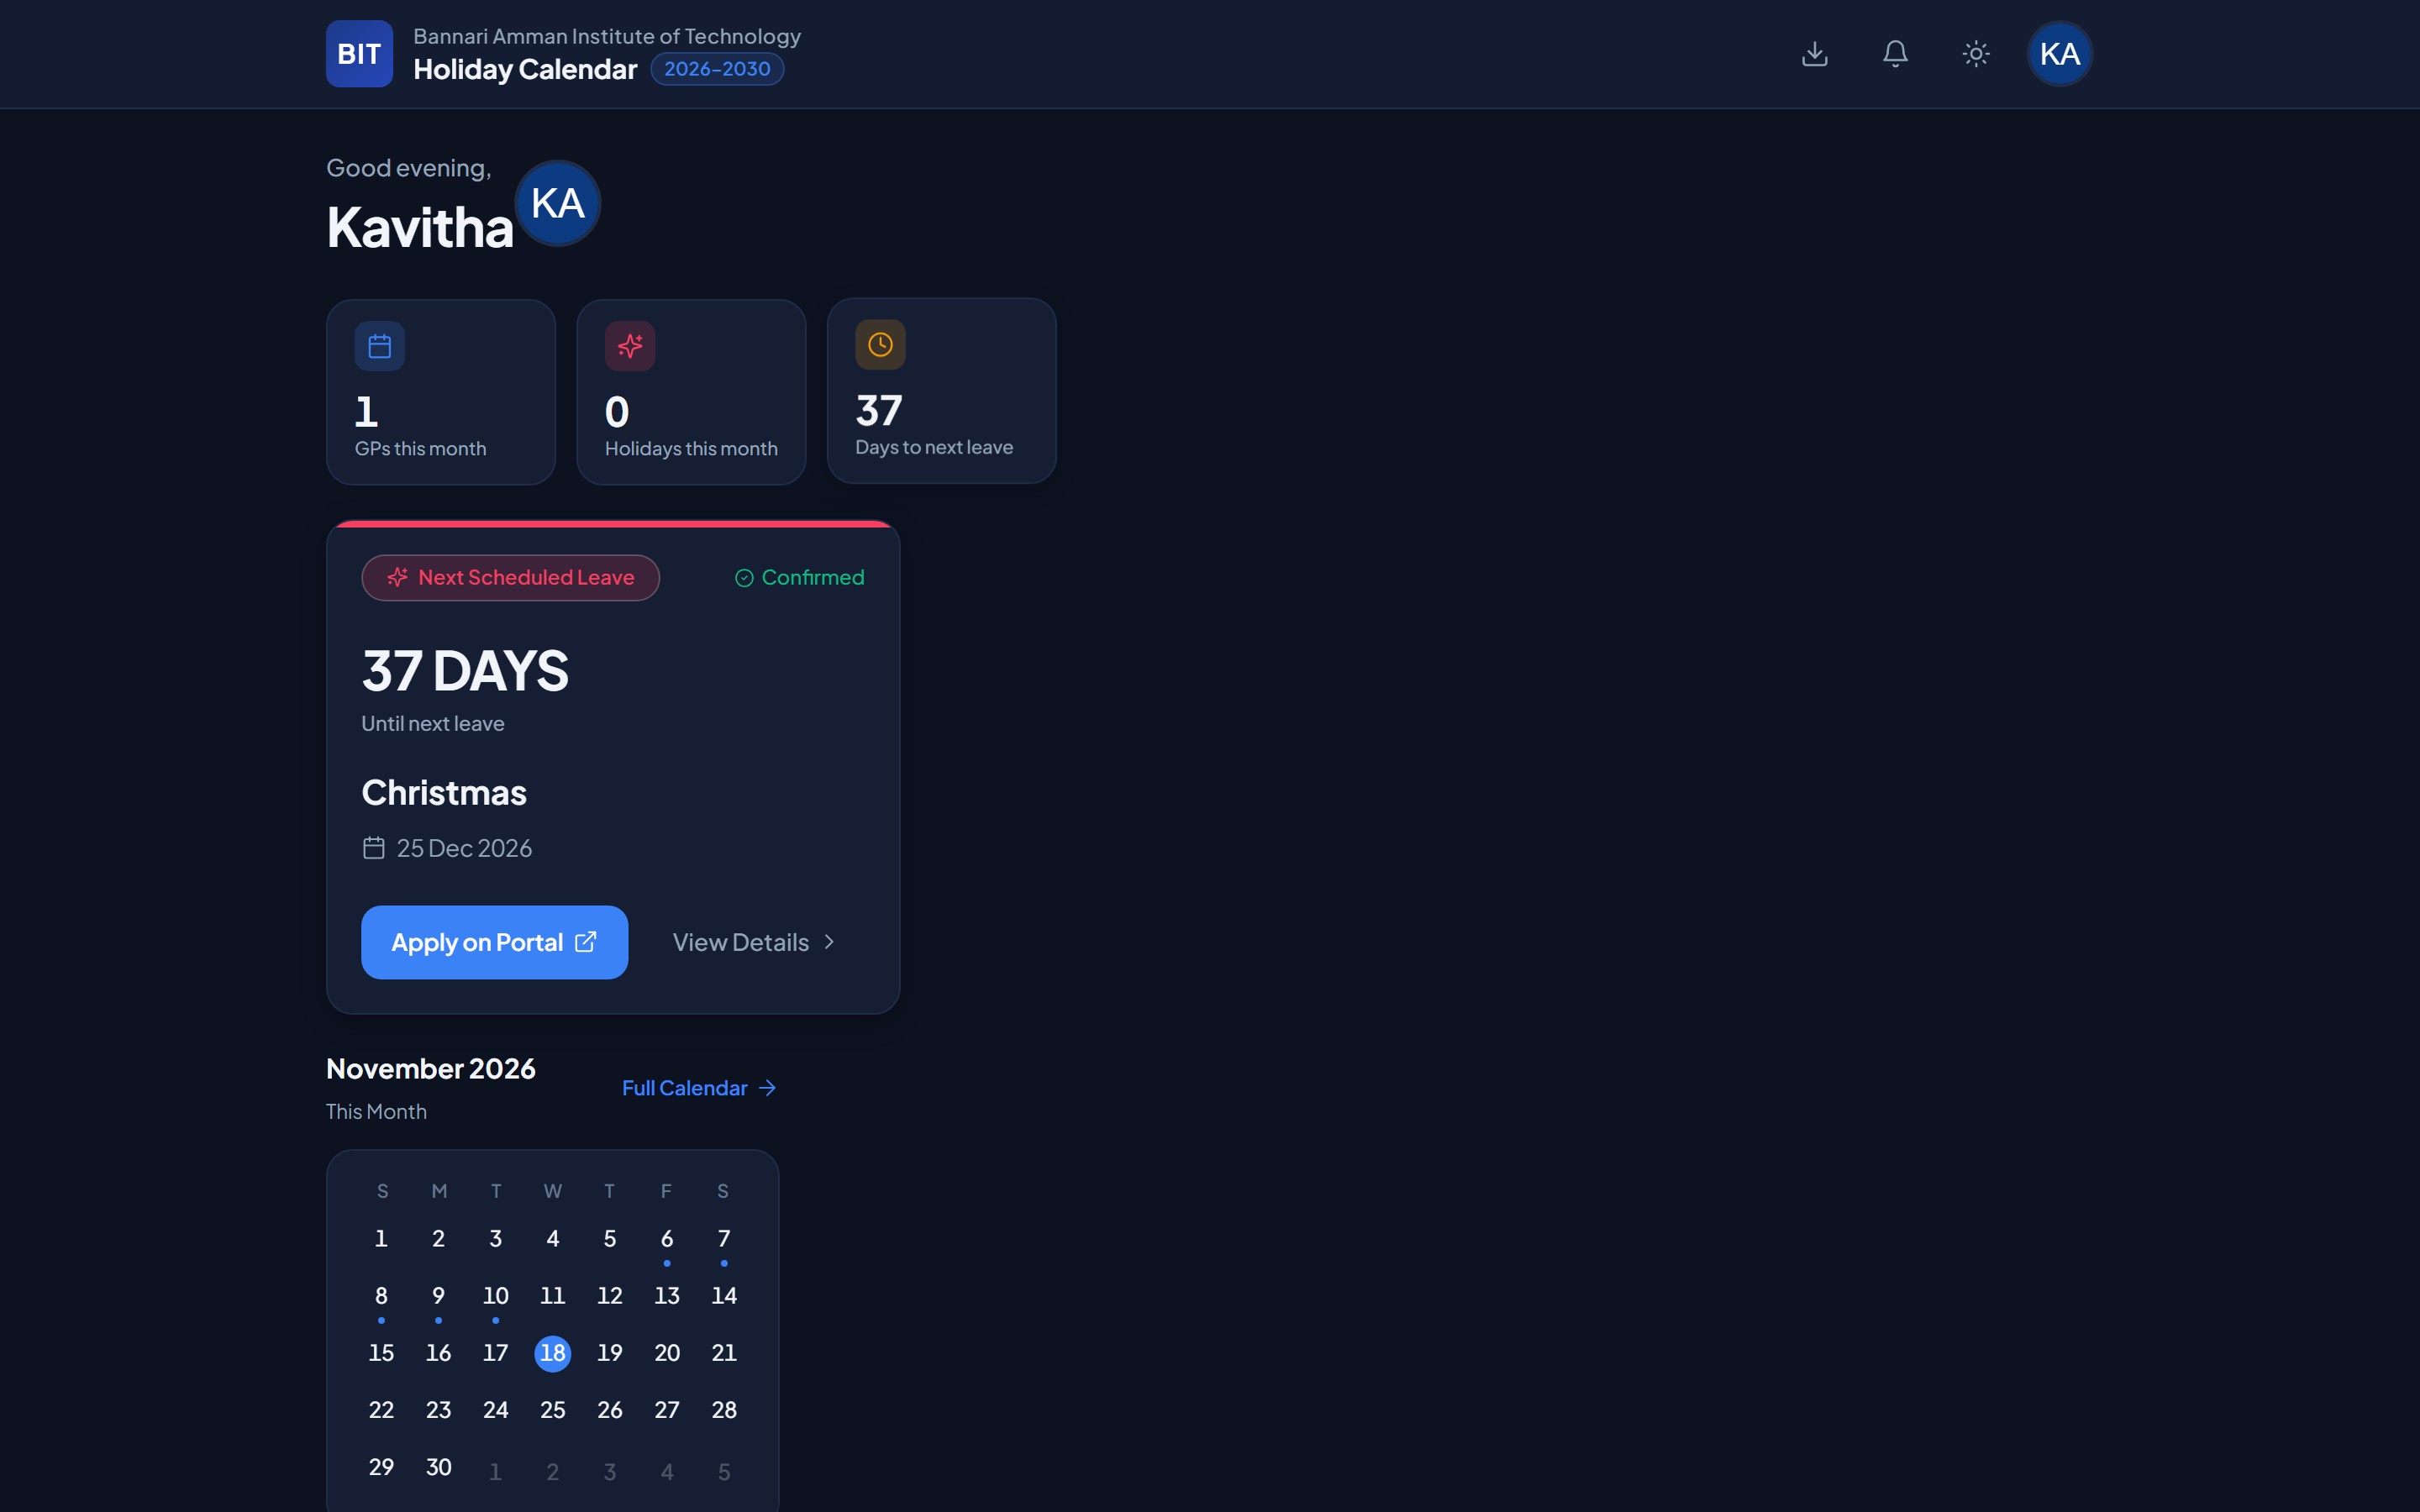 BIT
Bannari Amman Institute of Technology
Holiday Calendar 2026–2030
KA
Good evening,
Kavitha
KA
1
GPs this month
0
Holidays this month
37
Days to next leave
Next Scheduled Leave
Confirmed
37 DAYS
Until next leave
Christmas
25 Dec 2026
Apply on Portal
View Details
November 2026
This Month
Full Calendar
S M T W T F S
1 2 3 4 5 6 7
8 9 10 11 12 13 14
15 16 17 18 19 20 21
22 23 24 25 26 27 28
29 30 1 2 3 4 5